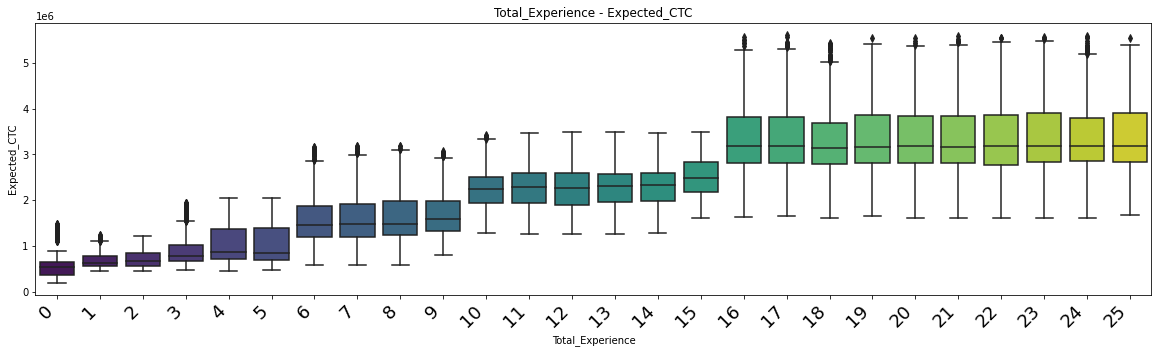 Total_Experience - Expected_CTC
1e6
5
4
3
2
1
0
Expected_CTC
0 1 2 3 4 5 6 7 8 9 10 11 12 13 14 15 16 17 18 19 20 21 22 23 24 25
Total_Experience